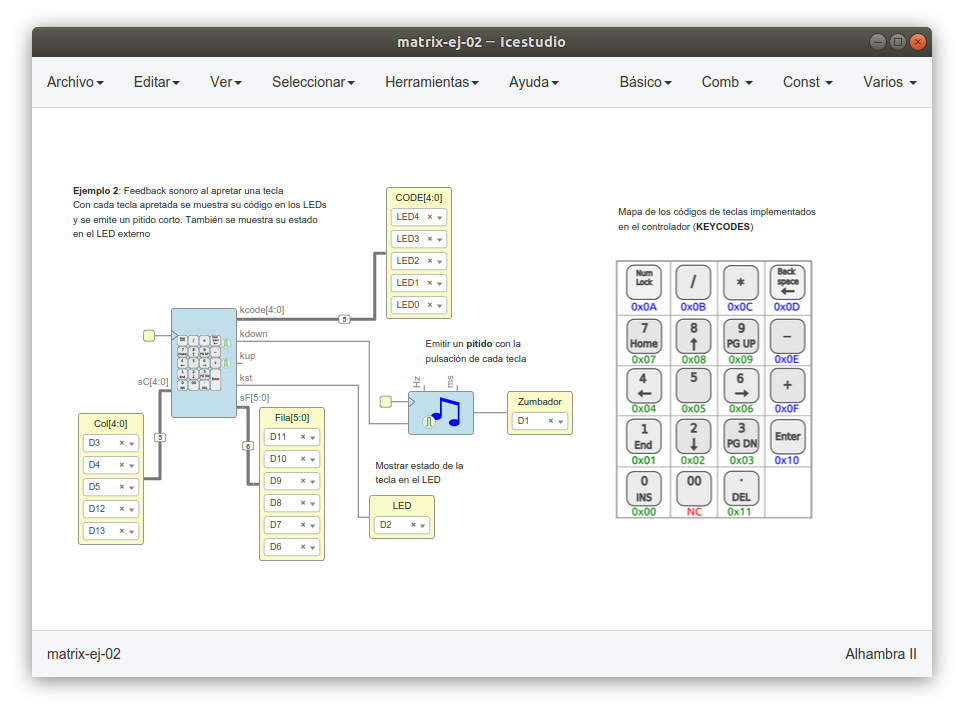 matrix-ej-02 — Icestudio
Archivo Editar Ver Seleccionar Herramientas Ayuda Básico Comb Const Varios
Ejemplo 2: Feedback sonoro al apretar una tecla
Con cada tecla apretada se muestra su código en los LEDs
y se emite un pitido corto. También se muestra su estado
en el LED externo
CODE[4:0]
LED4
LED3
LED2
LED1
LED0
kcode[4:0]
5
kdown
kup
kst
sC[4:0]
sF[5:0]
5
6
Col[4:0]
D3
D4
D5
D12
D13
Fila[5:0]
D11
D10
D9
D8
D7
D6
Emitir un pitido con la
pulsación de cada tecla
Hz
ms
Zumbador
D1
Mostrar estado de la
tecla en el LED
LED
D2
Mapa de los códigos de teclas implementados
en el controlador (KEYCODES)
Num Lock / * Back space ←
0x0A 0x0B 0x0C 0x0D
7 Home 8 ↑ 9 PG UP −
0x07 0x08 0x09 0x0E
4 ← 5 6 → +
0x04 0x05 0x06 0x0F
1 End 2 ↓ 3 PG DN Enter
0x01 0x02 0x03 0x10
0 INS 00 . DEL
0x00 NC 0x11
matrix-ej-02
Alhambra II